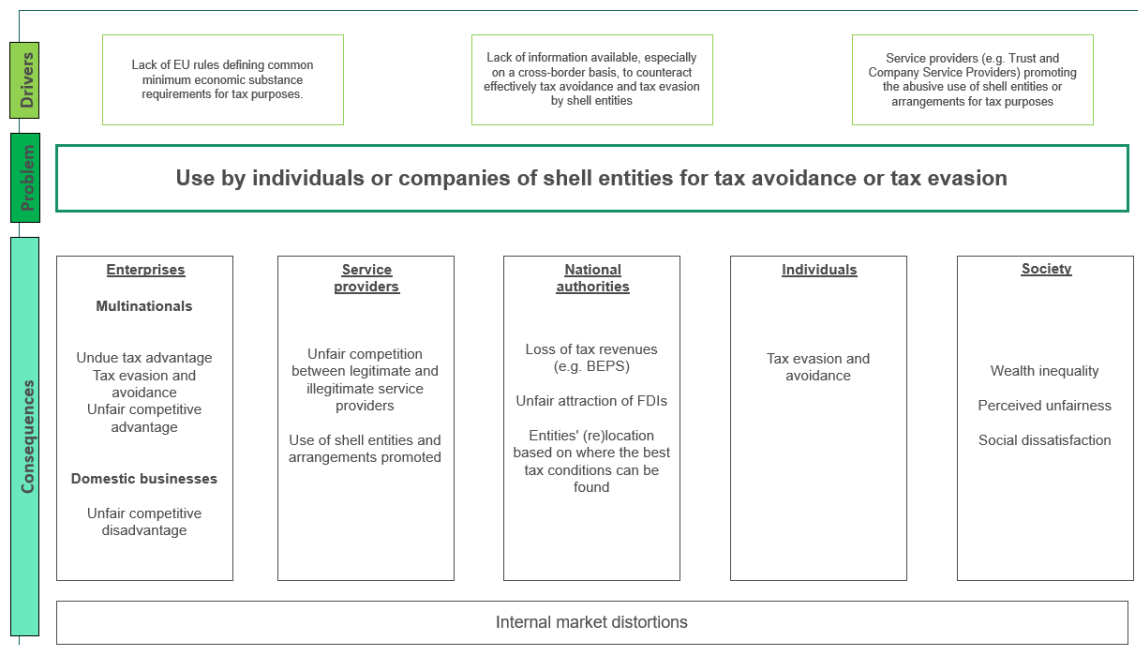 Drivers
Lack of EU rules defining common
minimum economic substance
requirements for tax purposes.
Lack of information available, especially
on a cross-border basis, to counteract
effectively tax avoidance and tax evasion
by shell entities
Service providers (e.g. Trust and
Company Service Providers) promoting
the abusive use of shell entities or
arrangements for tax purposes
Problem
Use by individuals or companies of shell entities for tax avoidance or tax evasion
Consequences
Enterprises
Multinationals
Undue tax advantage
Tax evasion and
avoidance
Unfair competitive
advantage
Domestic businesses
Unfair competitive
disadvantage
Service
providers
Unfair competition
between legitimate and
illegitimate service
providers
Use of shell entities and
arrangements promoted
National
authorities
Loss of tax revenues
(e.g. BEPS)
Unfair attraction of FDIs
Entities' (re)location
based on where the best
tax conditions can be
found
Individuals
Tax evasion and
avoidance
Society
Wealth inequality
Perceived unfairness
Social dissatisfaction
Internal market distortions